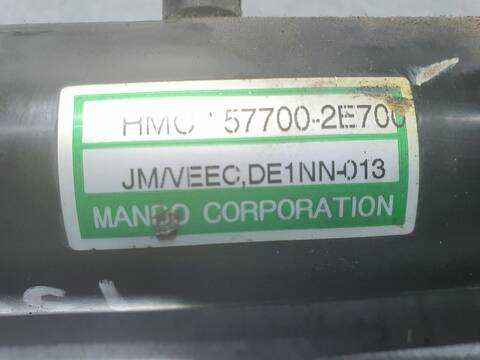 HMC 57700-2E700
JM/VEEC,DE1NN-013
MANDO CORPORATION